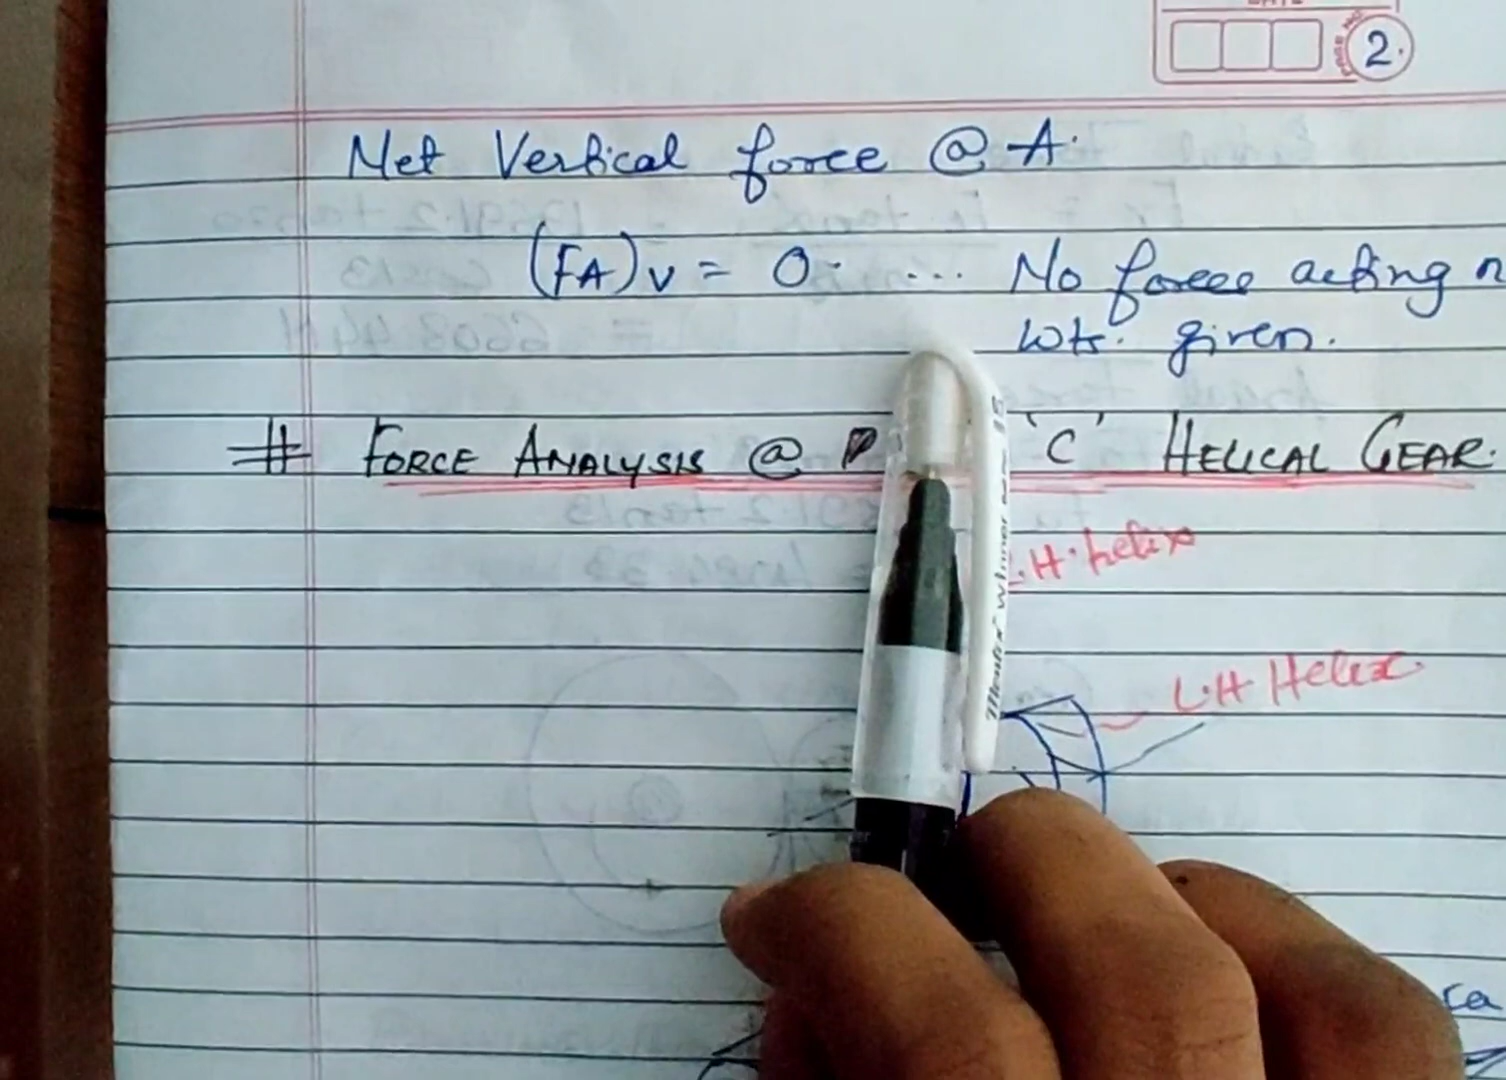 2.
Net Vertical force @ A.
(FA)v = 0. ... No force acting
wts. given.
# FORCE ANALYSIS @ 'C' HELICAL GEAR.
L.H. helix
L.H Helix